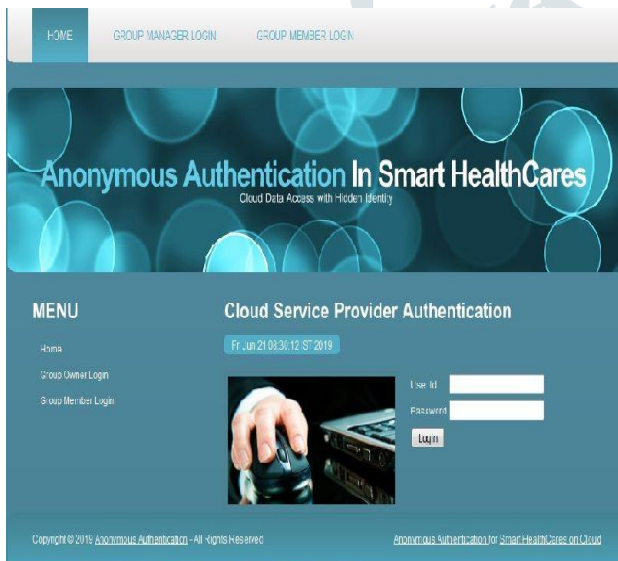 HOME GROUP MANAGER LOGIN GROUP MEMBER LOGIN
Anonymous Authentication In Smart HealthCares
Cloud Data Access with Hidden Identity
MENU
Cloud Service Provider Authentication
Home
Fri Jun 21 08:30:12 IST 2019
Group Owner Login
Group Member Login
User Id
Password
Login
Copyright © 2019 Anonymous Authentication - All Rights Reserved
Anonymous Authentication for Smart HealthCares on Cloud